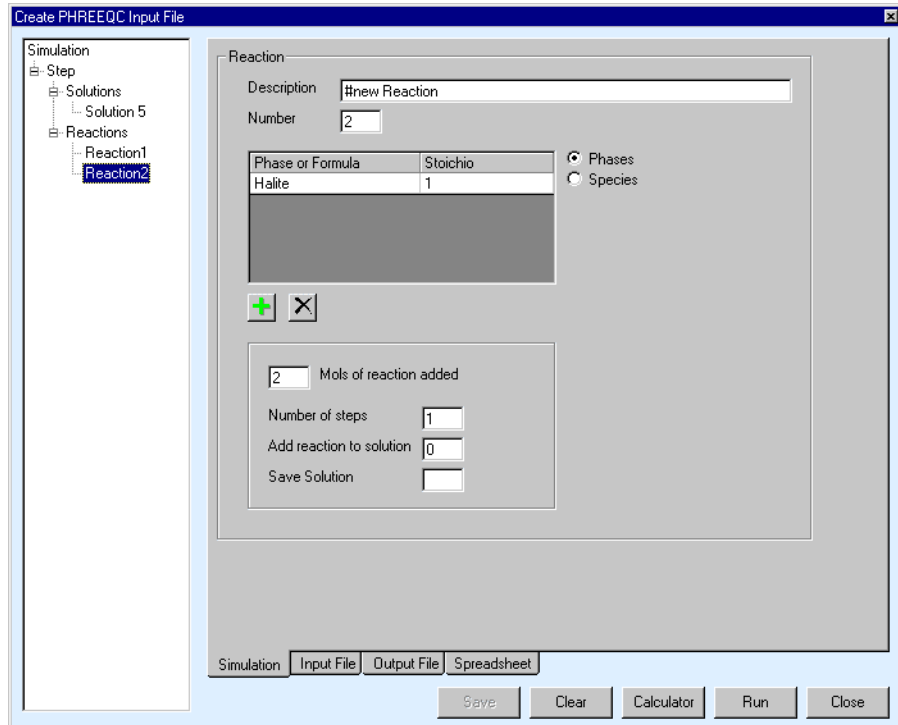 Create PHREEQC Input File
Simulation
Step
Solutions
Solution 5
Reactions
Reaction1
Reaction2
Reaction
Description #new Reaction
Number 2
Phase or Formula Stoichio
Halite 1
Phases
Species
2 Mols of reaction added
Number of steps 1
Add reaction to solution 0
Save Solution
Simulation Input File Output File Spreadsheet
Save Clear Calculator Run Close